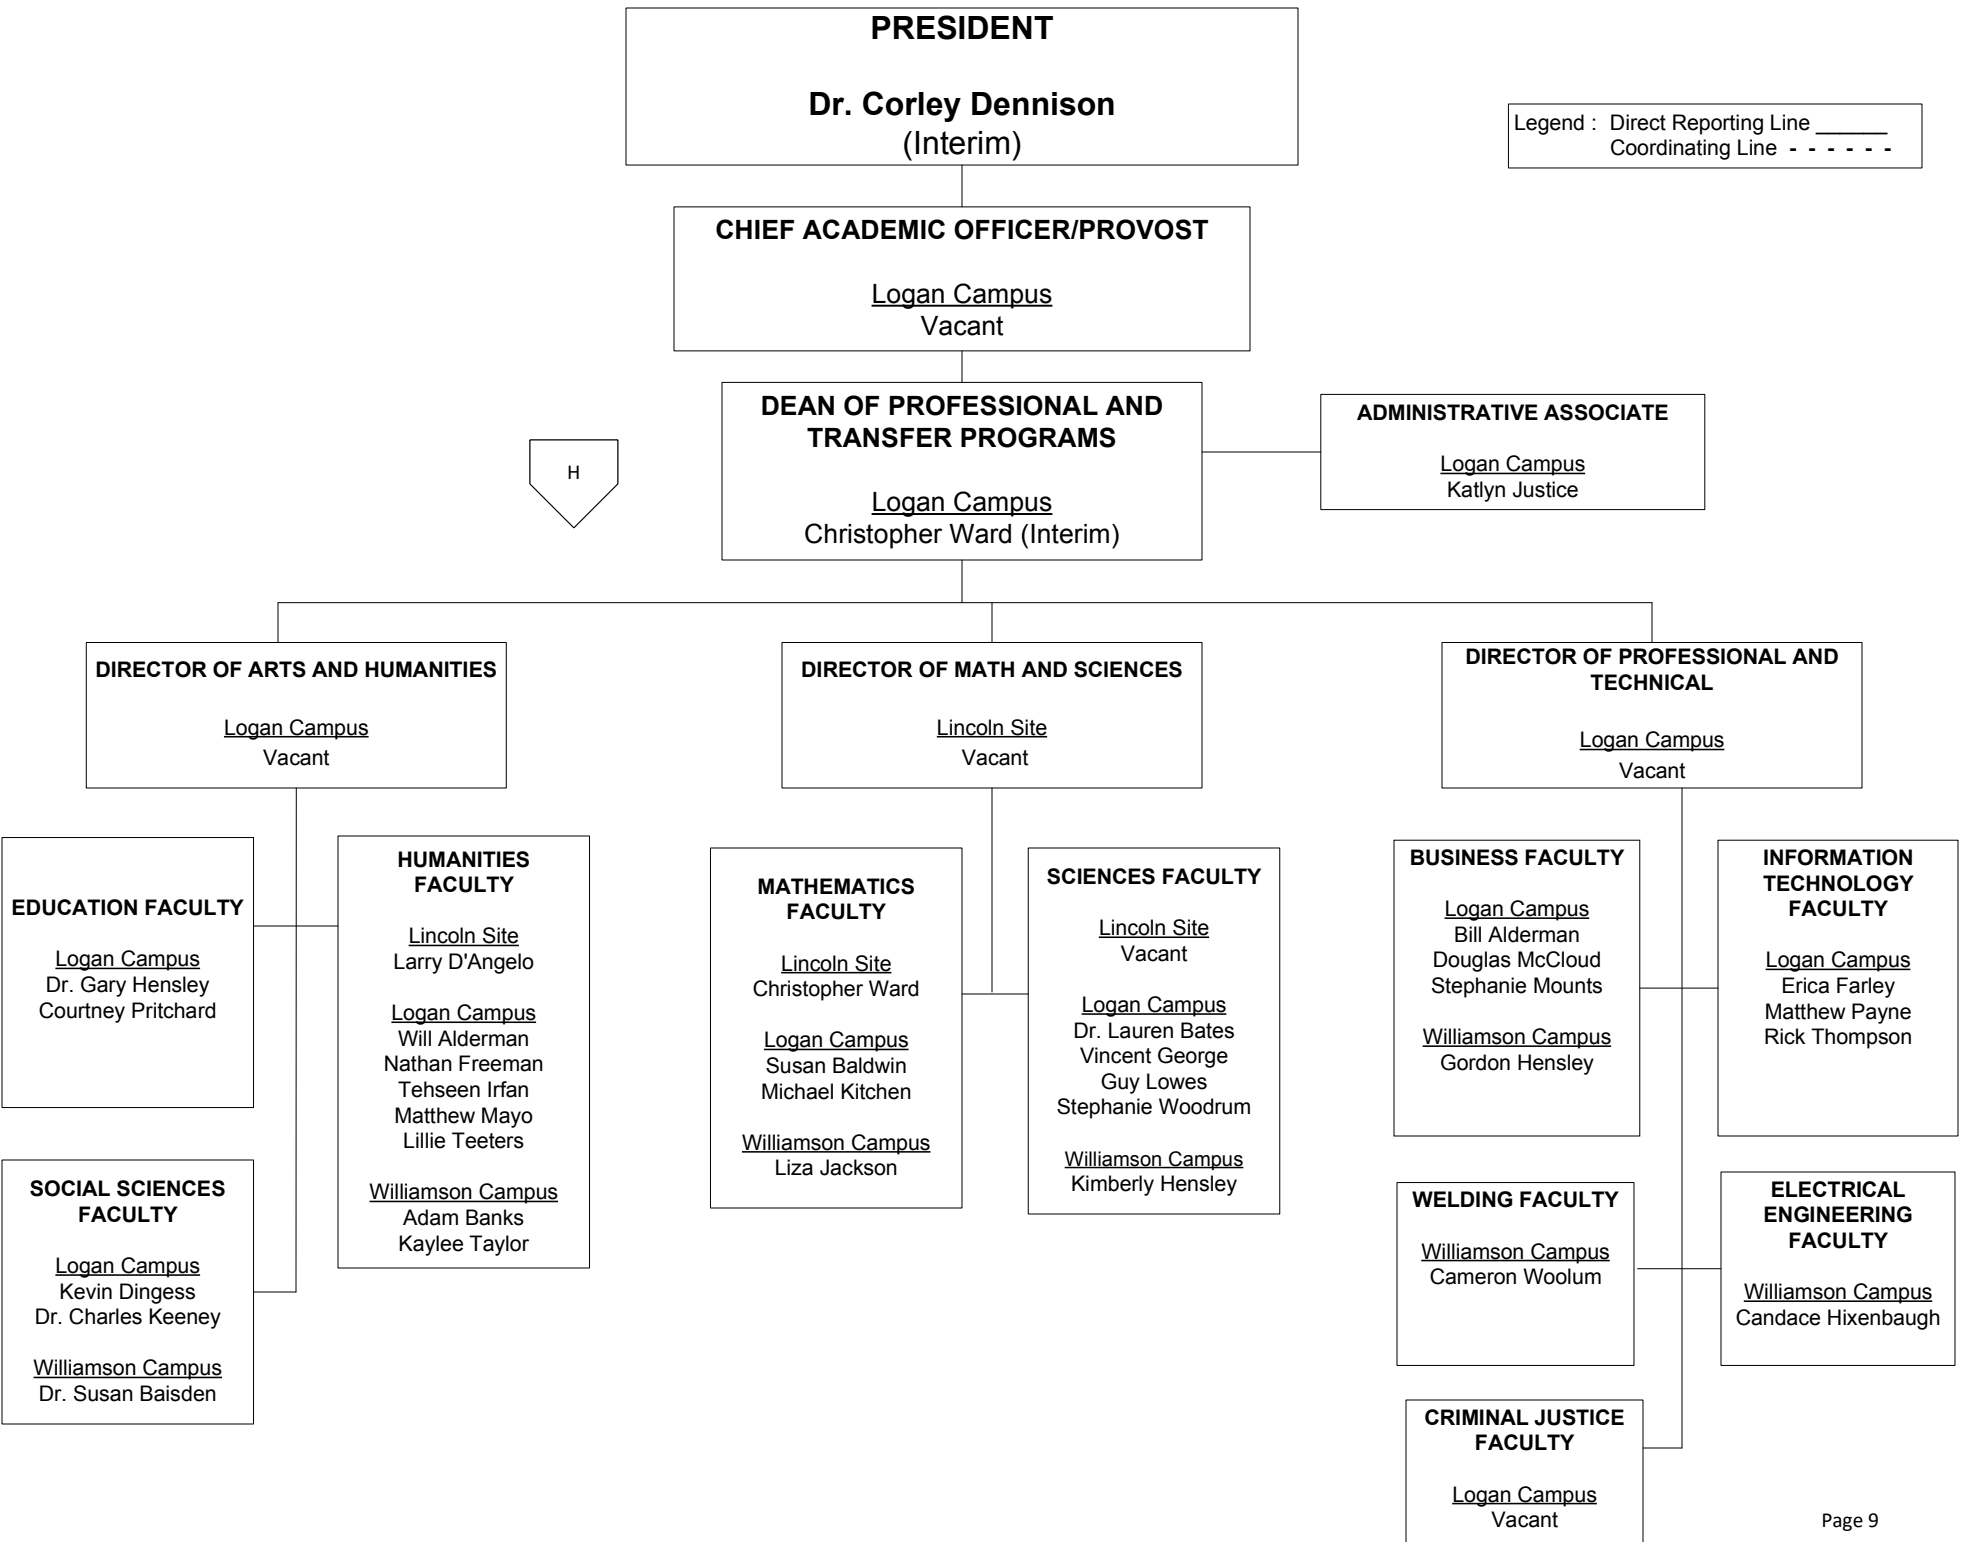 PRESIDENT
Dr. Corley Dennison
(Interim)
Legend : Direct Reporting Line ______
Coordinating Line - - - - - -
CHIEF ACADEMIC OFFICER/PROVOST
Logan Campus
Vacant
DEAN OF PROFESSIONAL AND
TRANSFER PROGRAMS
Logan Campus
Christopher Ward (Interim)
ADMINISTRATIVE ASSOCIATE
Logan Campus
Katlyn Justice
H
DIRECTOR OF ARTS AND HUMANITIES
Logan Campus
Vacant
DIRECTOR OF MATH AND SCIENCES
Lincoln Site
Vacant
DIRECTOR OF PROFESSIONAL AND
TECHNICAL
Logan Campus
Vacant
EDUCATION FACULTY
Logan Campus
Dr. Gary Hensley
Courtney Pritchard
HUMANITIES
FACULTY
Lincoln Site
Larry D'Angelo
Logan Campus
Will Alderman
Nathan Freeman
Tehseen Irfan
Matthew Mayo
Lillie Teeters
Williamson Campus
Adam Banks
Kaylee Taylor
SOCIAL SCIENCES
FACULTY
Logan Campus
Kevin Dingess
Dr. Charles Keeney
Williamson Campus
Dr. Susan Baisden
MATHEMATICS
FACULTY
Lincoln Site
Christopher Ward
Logan Campus
Susan Baldwin
Michael Kitchen
Williamson Campus
Liza Jackson
SCIENCES FACULTY
Lincoln Site
Vacant
Logan Campus
Dr. Lauren Bates
Vincent George
Guy Lowes
Stephanie Woodrum
Williamson Campus
Kimberly Hensley
BUSINESS FACULTY
Logan Campus
Bill Alderman
Douglas McCloud
Stephanie Mounts
Williamson Campus
Gordon Hensley
INFORMATION
TECHNOLOGY
FACULTY
Logan Campus
Erica Farley
Matthew Payne
Rick Thompson
WELDING FACULTY
Williamson Campus
Cameron Woolum
ELECTRICAL
ENGINEERING
FACULTY
Williamson Campus
Candace Hixenbaugh
CRIMINAL JUSTICE
FACULTY
Logan Campus
Vacant
Page 9